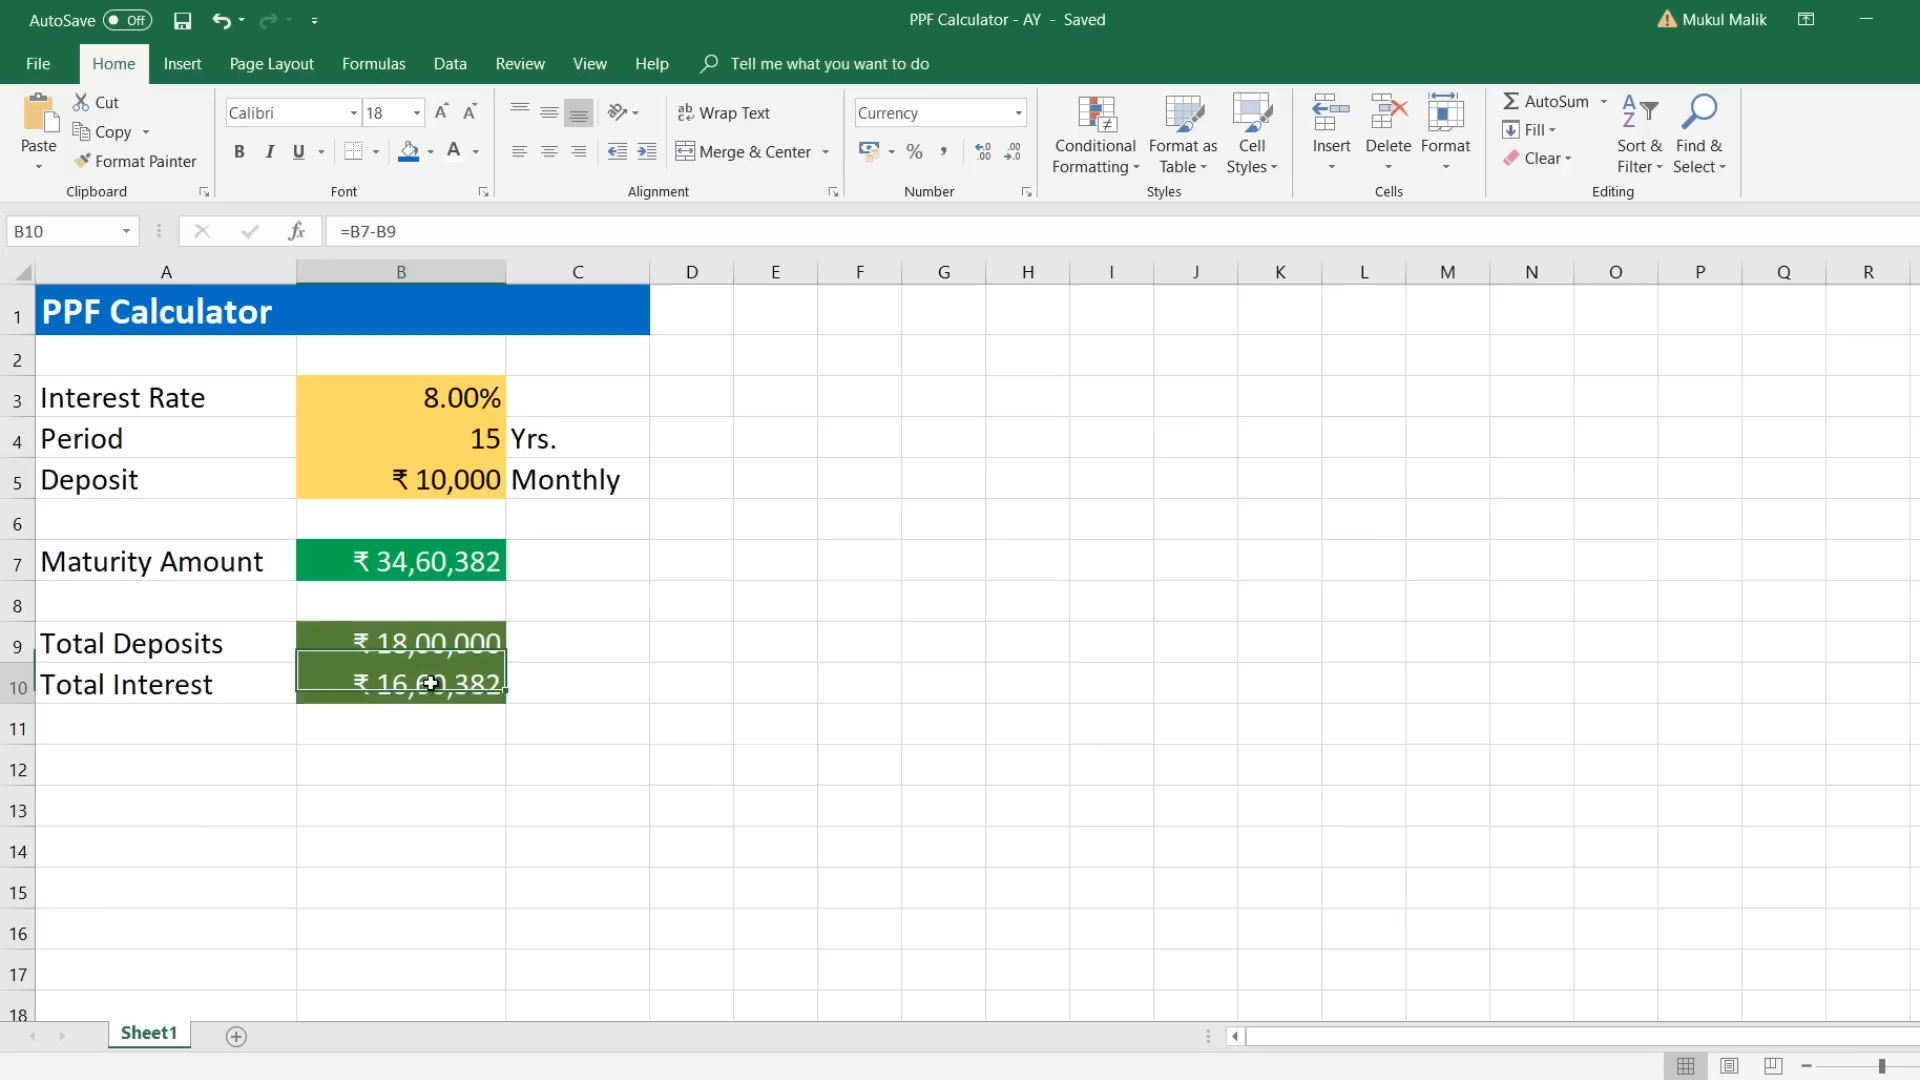 AutoSave Off
PPF Calculator - AY - Saved
Mukul Malik
File Home Insert Page Layout Formulas Data Review View Help Tell me what you want to do
Paste
Cut
Copy
Format Painter
Clipboard
Calibri 18
B I U
Font
Wrap Text
Merge & Center
Alignment
Currency
Number
Conditional Formatting
Format as Table
Cell Styles
Styles
Insert Delete Format
Cells
AutoSum
Fill
Clear
Sort & Filter
Find & Select
Editing
B10 fx =B7-B9
A B C D E F G H I J K L M N O P Q R
1 PPF Calculator
2
3 Interest Rate 8.00%
4 Period 15 Yrs.
5 Deposit ₹ 10,000 Monthly
6
7 Maturity Amount ₹ 34,60,382
8
9 Total Deposits ₹ 18,00,000
10 Total Interest ₹ 16,60,382
11
12
13
14
15
16
17
18
Sheet1